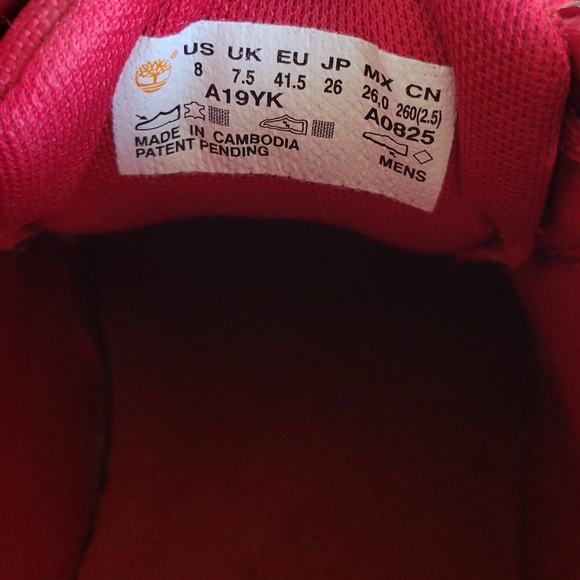 US UK EU JP MX CN
8 7.5 41.5 26 26,0 260(2.5)
A19YK A0825
MADE IN CAMBODIA
PATENT PENDING MENS